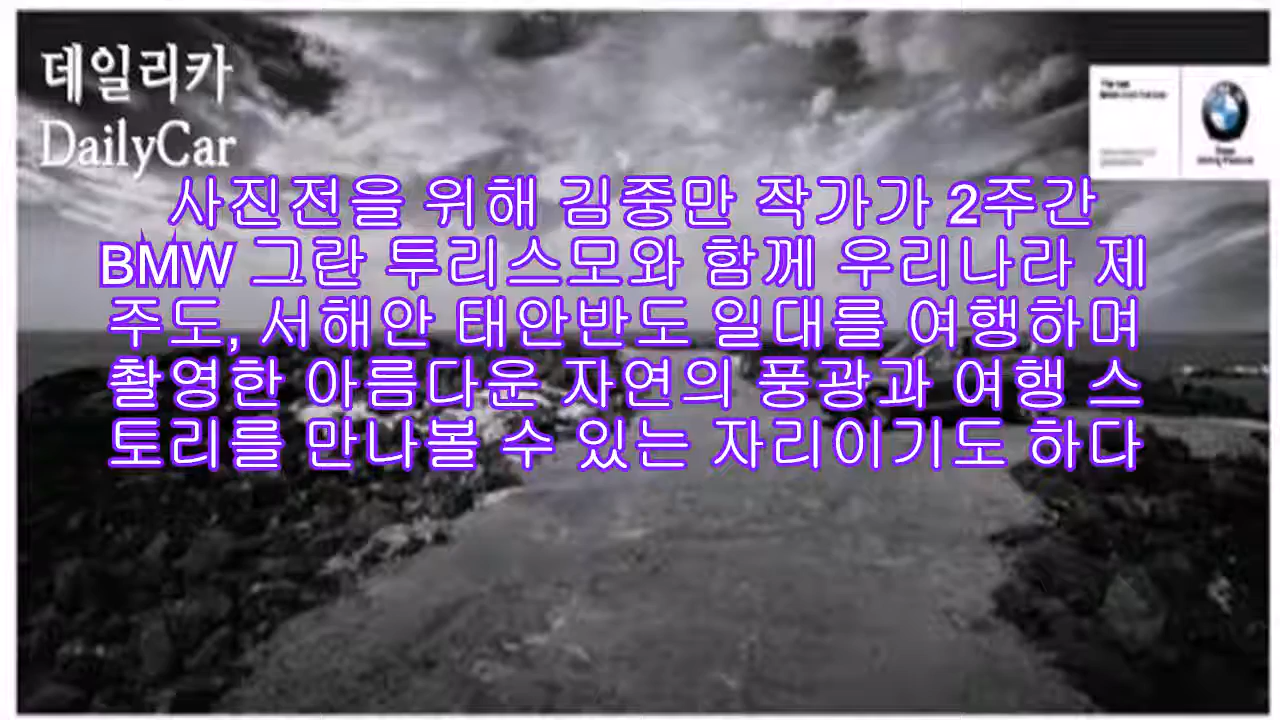 데일리카
DailyCar
사진전을 위해 김중만 작가가 2주간
BMW 그란 투리스모와 함께 우리나라 제
주도, 서해안 태안반도 일대를 여행하며
촬영한 아름다운 자연의 풍광과 여행 스
토리를 만나볼 수 있는 자리이기도 하다